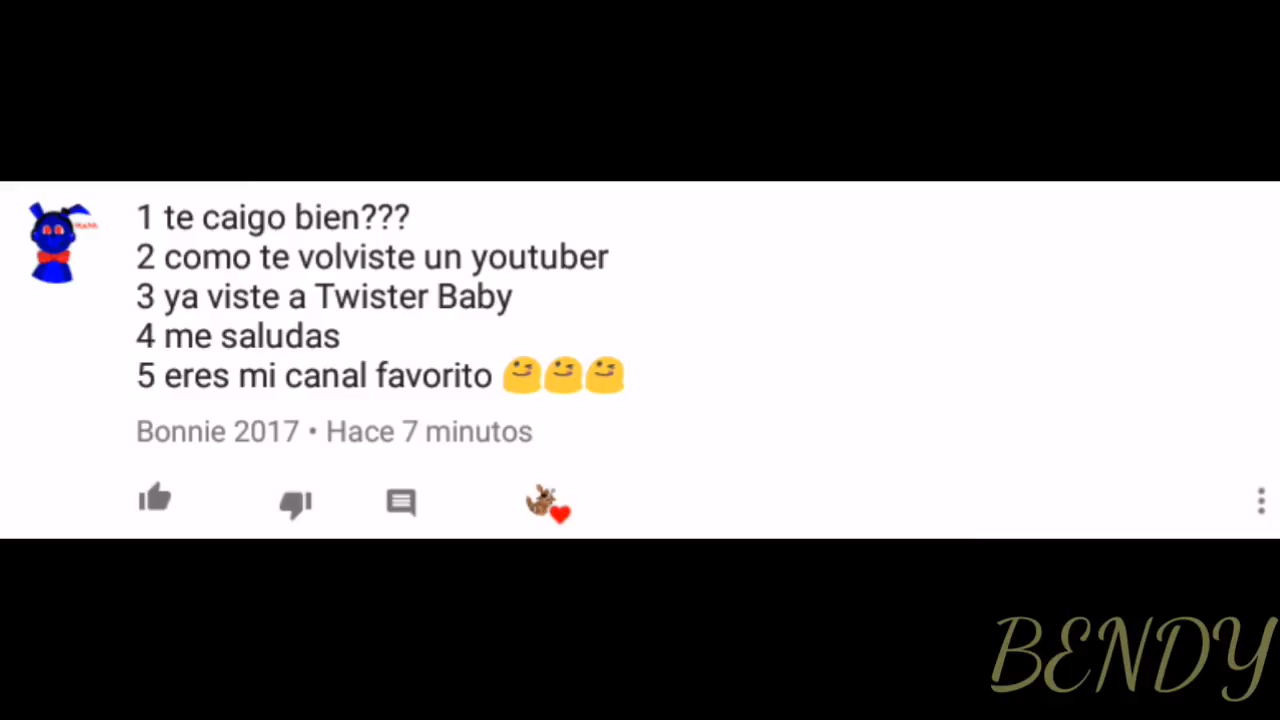 1 te caigo bien???
2 como te volviste un youtuber
3 ya viste a Twister Baby
4 me saludas
5 eres mi canal favorito
Bonnie 2017 • Hace 7 minutos
BENDY